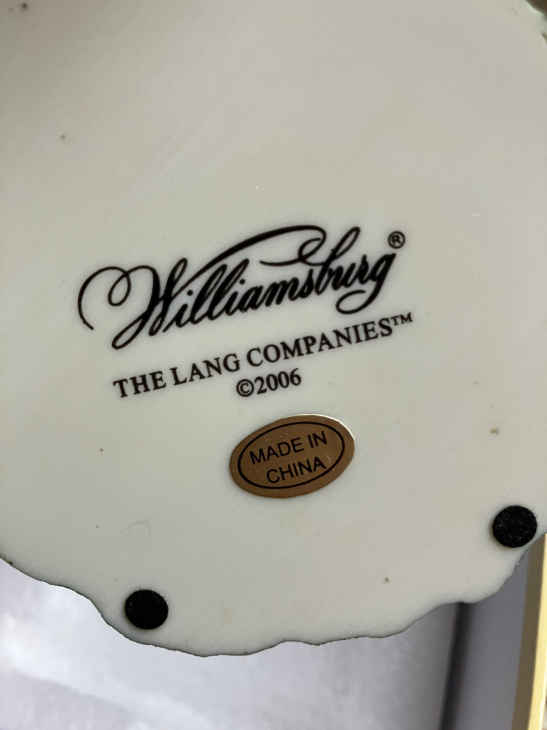 Williamsburg®
THE LANG COMPANIES™
©2006
MADE IN
CHINA